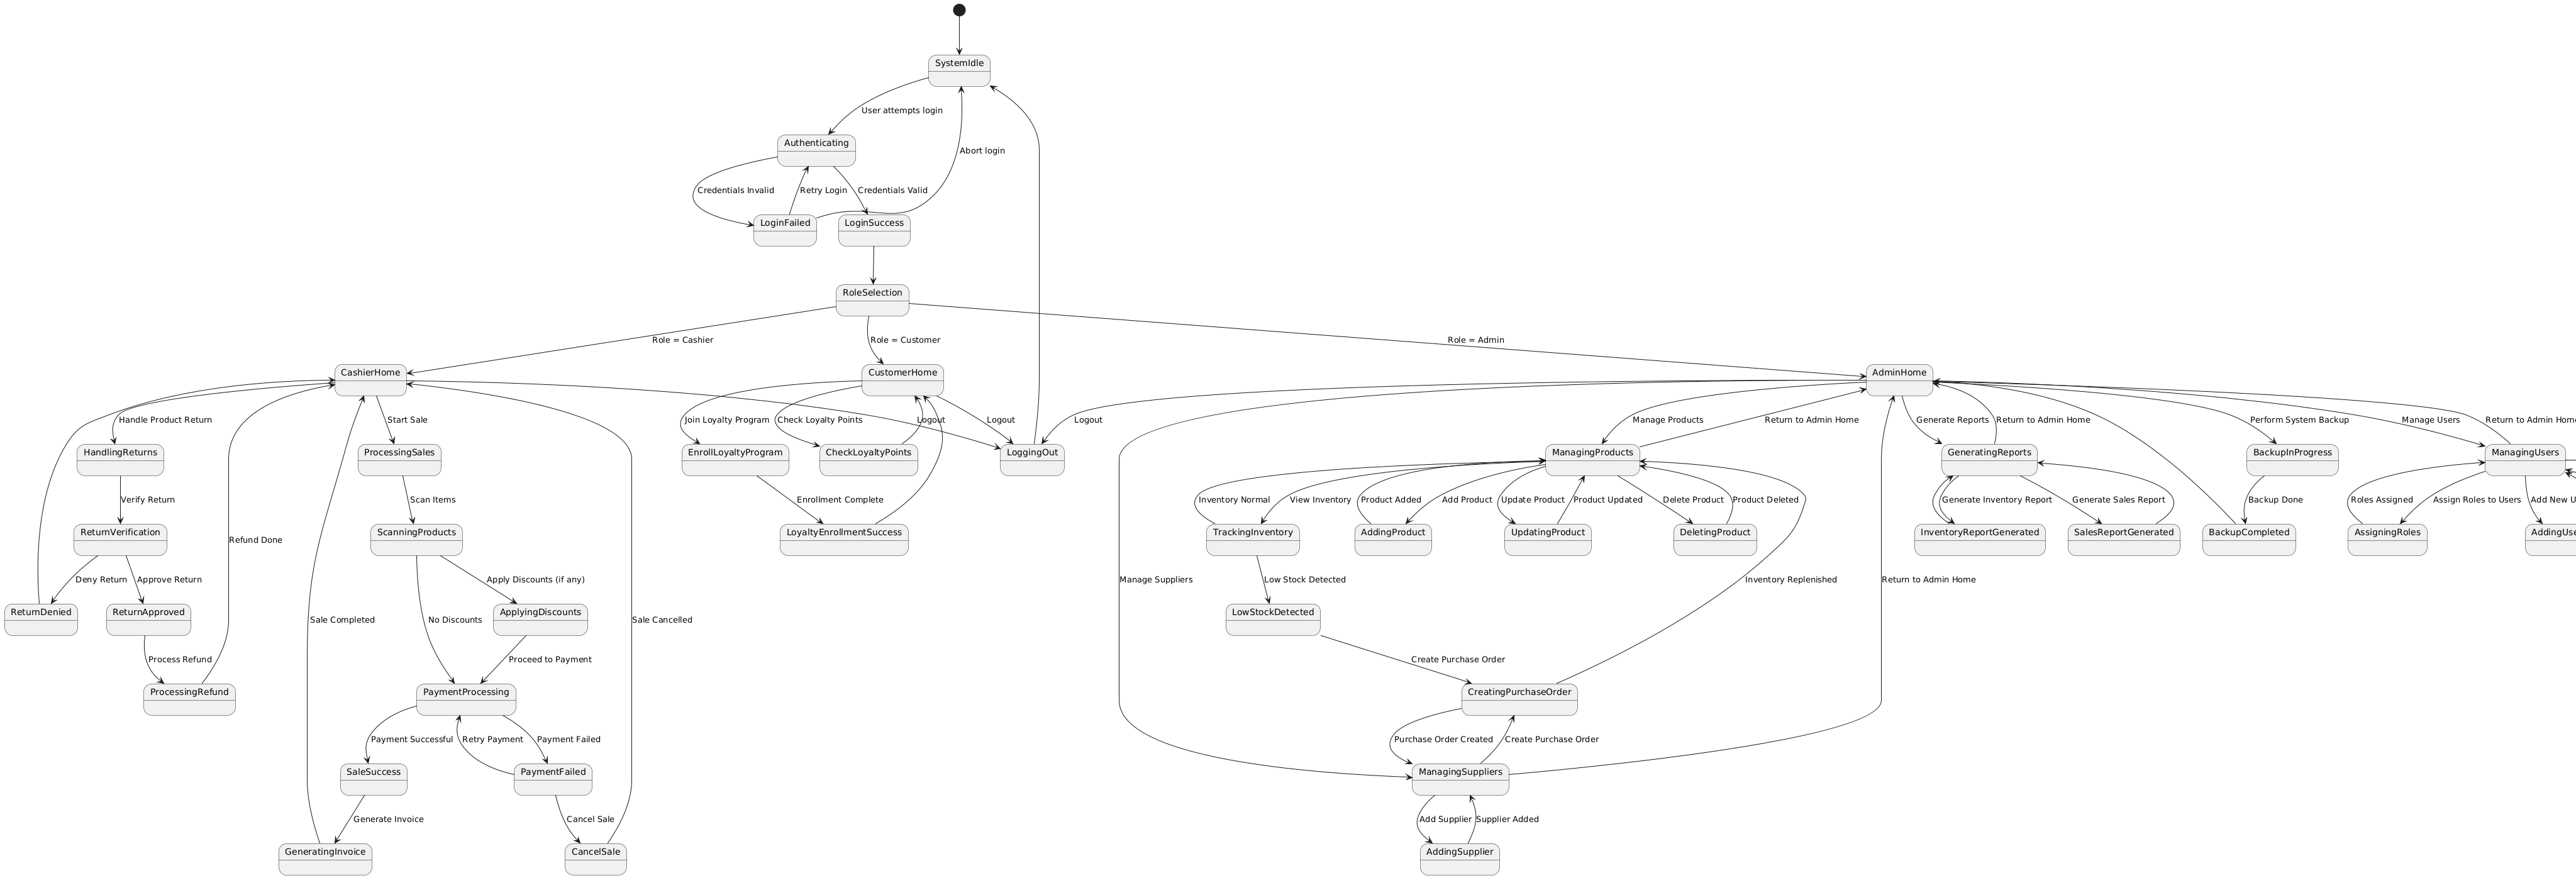 SystemIdle
User attempts login
Authenticating
Abort login
Credentials Invalid
Retry Login
Credentials Valid
LoginFailed
LoginSuccess
RoleSelection
Role = Cashier
Role = Customer
Role = Admin
CashierHome
CustomerHome
AdminHome
Handle Product Return
Start Sale
Join Loyalty Program
Check Loyalty Points
Logout
Logout
Logout
Manage Products
Return to Admin Home
Generate Reports
Return to Admin Home
Perform System Backup
Manage Users
Return to Admin Home
HandlingReturns
ProcessingSales
EnrollLoyaltyProgram
CheckLoyaltyPoints
LoggingOut
ManagingProducts
GeneratingReports
BackupInProgress
ManagingUsers
Verify Return
Scan Items
Enrollment Complete
Inventory Normal
View Inventory
Product Added
Add Product
Update Product
Product Updated
Delete Product
Product Deleted
Generate Inventory Report
Generate Sales Report
Backup Done
Roles Assigned
Assign Roles to Users
Add New U
ReturnVerification
ScanningProducts
LoyaltyEnrollmentSuccess
TrackingInventory
AddingProduct
UpdatingProduct
DeletingProduct
InventoryReportGenerated
SalesReportGenerated
BackupCompleted
AssigningRoles
AddingUse
Refund Done
Deny Return
Approve Return
Apply Discounts (if any)
Manage Suppliers
Low Stock Detected
Inventory Replenished
Return to Admin Home
ReturnDenied
ReturnApproved
ApplyingDiscounts
LowStockDetected
Sale Completed
No Discounts
Sale Cancelled
Process Refund
Proceed to Payment
Create Purchase Order
ProcessingRefund
PaymentProcessing
CreatingPurchaseOrder
Payment Successful
Retry Payment
Payment Failed
Purchase Order Created
Create Purchase Order
SaleSuccess
PaymentFailed
ManagingSuppliers
Generate Invoice
Cancel Sale
Add Supplier
Supplier Added
GeneratingInvoice
CancelSale
AddingSupplier